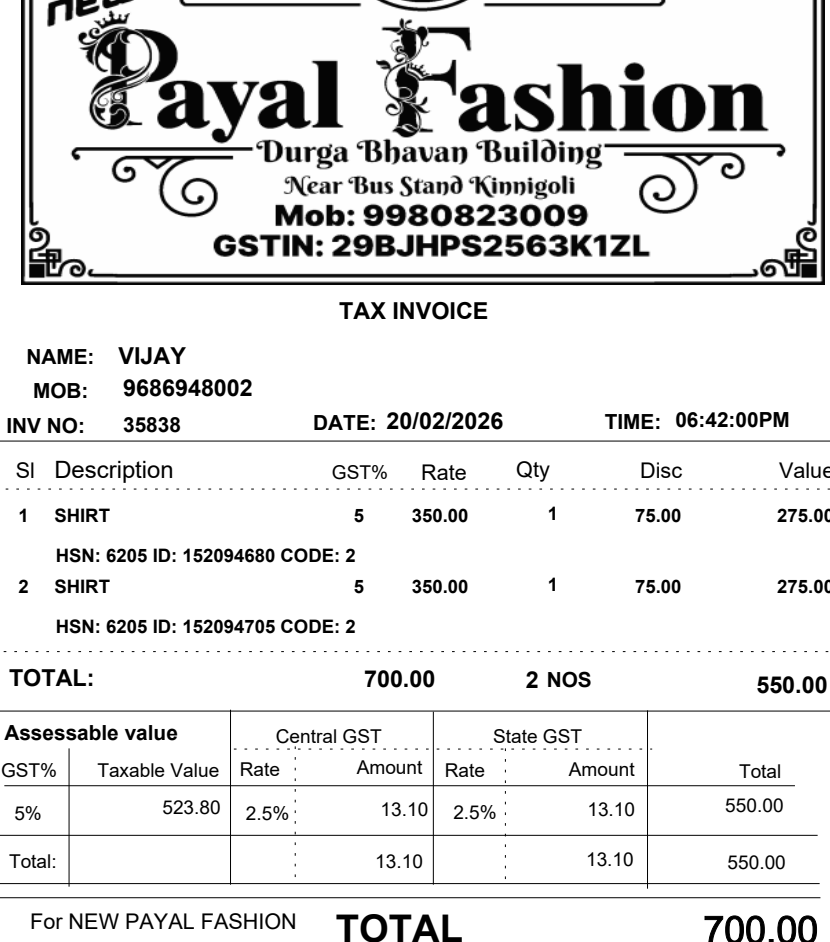 new
Payal Fashion
Durga Bhavan Building
Near Bus Stand Kinnigoli
Mob: 9980823009
GSTIN: 29BJHPS2563K1ZL
TAX INVOICE
NAME: VIJAY
MOB: 9686948002
INV NO: 35838 DATE: 20/02/2026 TIME: 06:42:00PM
Sl Description GST% Rate Qty Disc Value
1 SHIRT 5 350.00 1 75.00 275.00
HSN: 6205 ID: 152094680 CODE: 2
2 SHIRT 5 350.00 1 75.00 275.00
HSN: 6205 ID: 152094705 CODE: 2
TOTAL: 700.00 2 NOS 550.00
Assessable value Central GST State GST
GST% Taxable Value Rate Amount Rate Amount Total
5% 523.80 2.5% 13.10 2.5% 13.10 550.00
Total: 13.10 13.10 550.00
For NEW PAYAL FASHION TOTAL 700.00